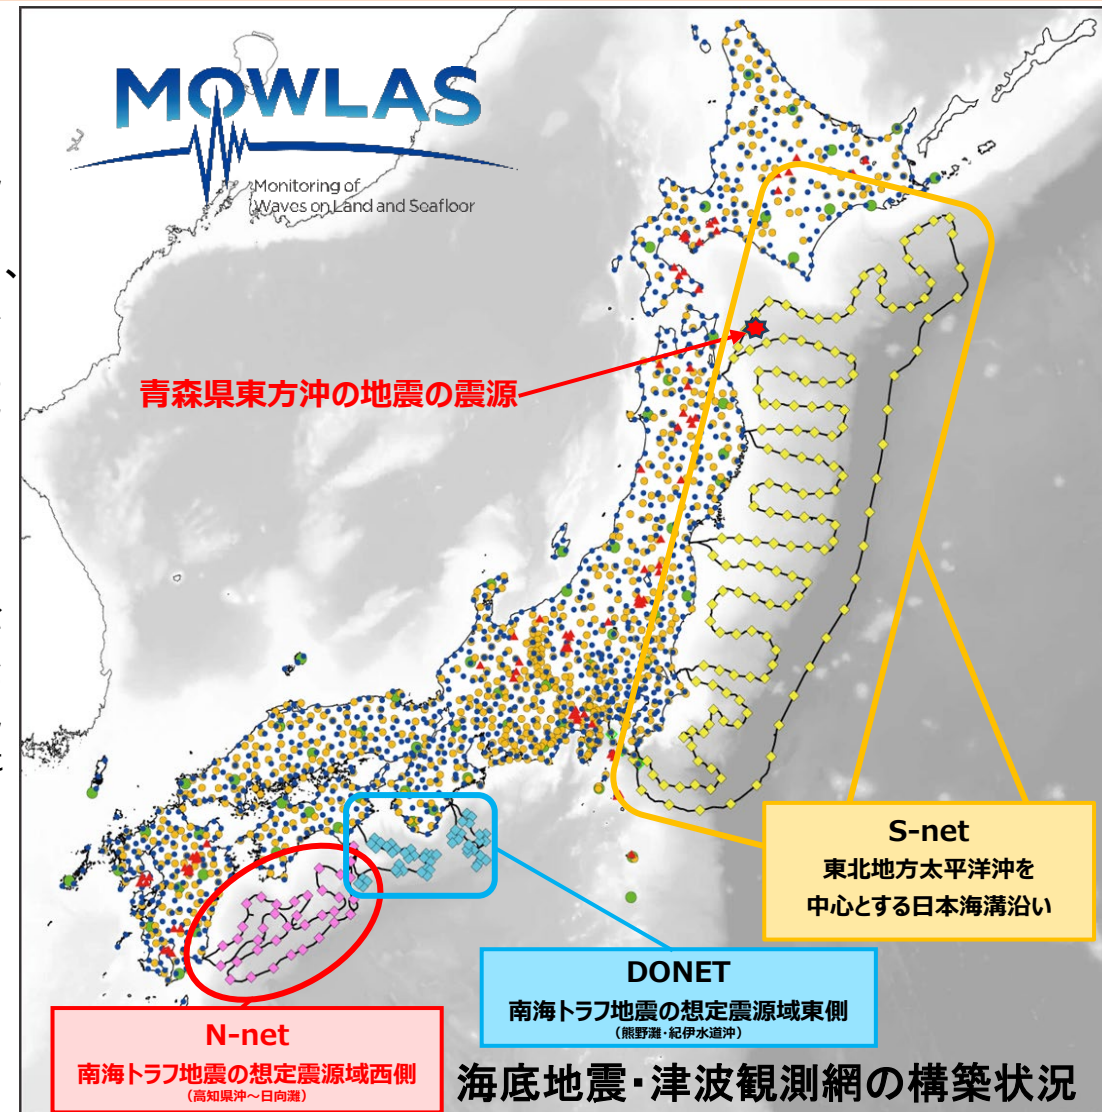 MOWLAS
Monitoring of
Waves on Land and Seafloor
青森県東方沖の地震の震源
S-net
東北地方太平洋沖を
中心とする日本海溝沿い
DONET
南海トラフ地震の想定震源域東側
(熊野灘・紀伊水道沖)
N-net
南海トラフ地震の想定震源域西側
(高知県沖~日向灘)
海底地震・津波観測網の構築状況